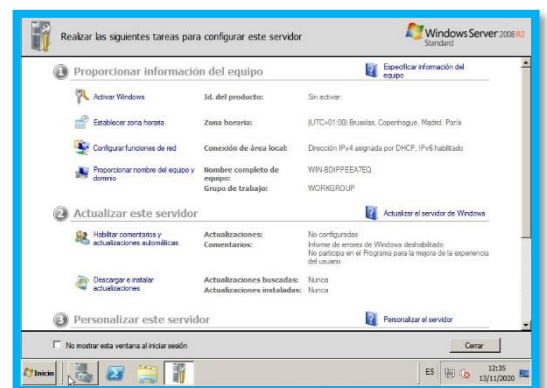 Realizar las siguientes tareas para configurar este servidor
Windows Server 2008 R2
Standard
1 Proporcionar información del equipo
Especificar información del equipo
Activar Windows
Id. del producto:
Sin activar
Establecer zona horaria
Zona horaria:
(UTC+01:00) Bruselas, Copenhague, Madrid, París
Configurar funciones de red
Conexión de área local:
Dirección IPv4 asignada por DHCP, IPv6 habilitado
Proporcionar nombre del equipo y
dominio
Nombre completo de
equipo:
WIN-8DIPPEEA7EQ
Grupo de trabajo:
WORKGROUP
2 Actualizar este servidor
Actualizar el servidor de Windows
Habilitar comentarios y
actualizaciones automáticas
Actualizaciones:
No configuradas
Comentarios:
Informe de errores de Windows deshabilitado
No participa en el Programa para la mejora de la experiencia
del usuario
Descargar e instalar
actualizaciones
Actualizaciones buscadas:
Nunca
Actualizaciones instaladas:
Nunca
3 Personalizar este servidor
Personalizar el servidor
No mostrar esta ventana al iniciar sesión
Cerrar
Inicio
ES
12:35
13/11/2020